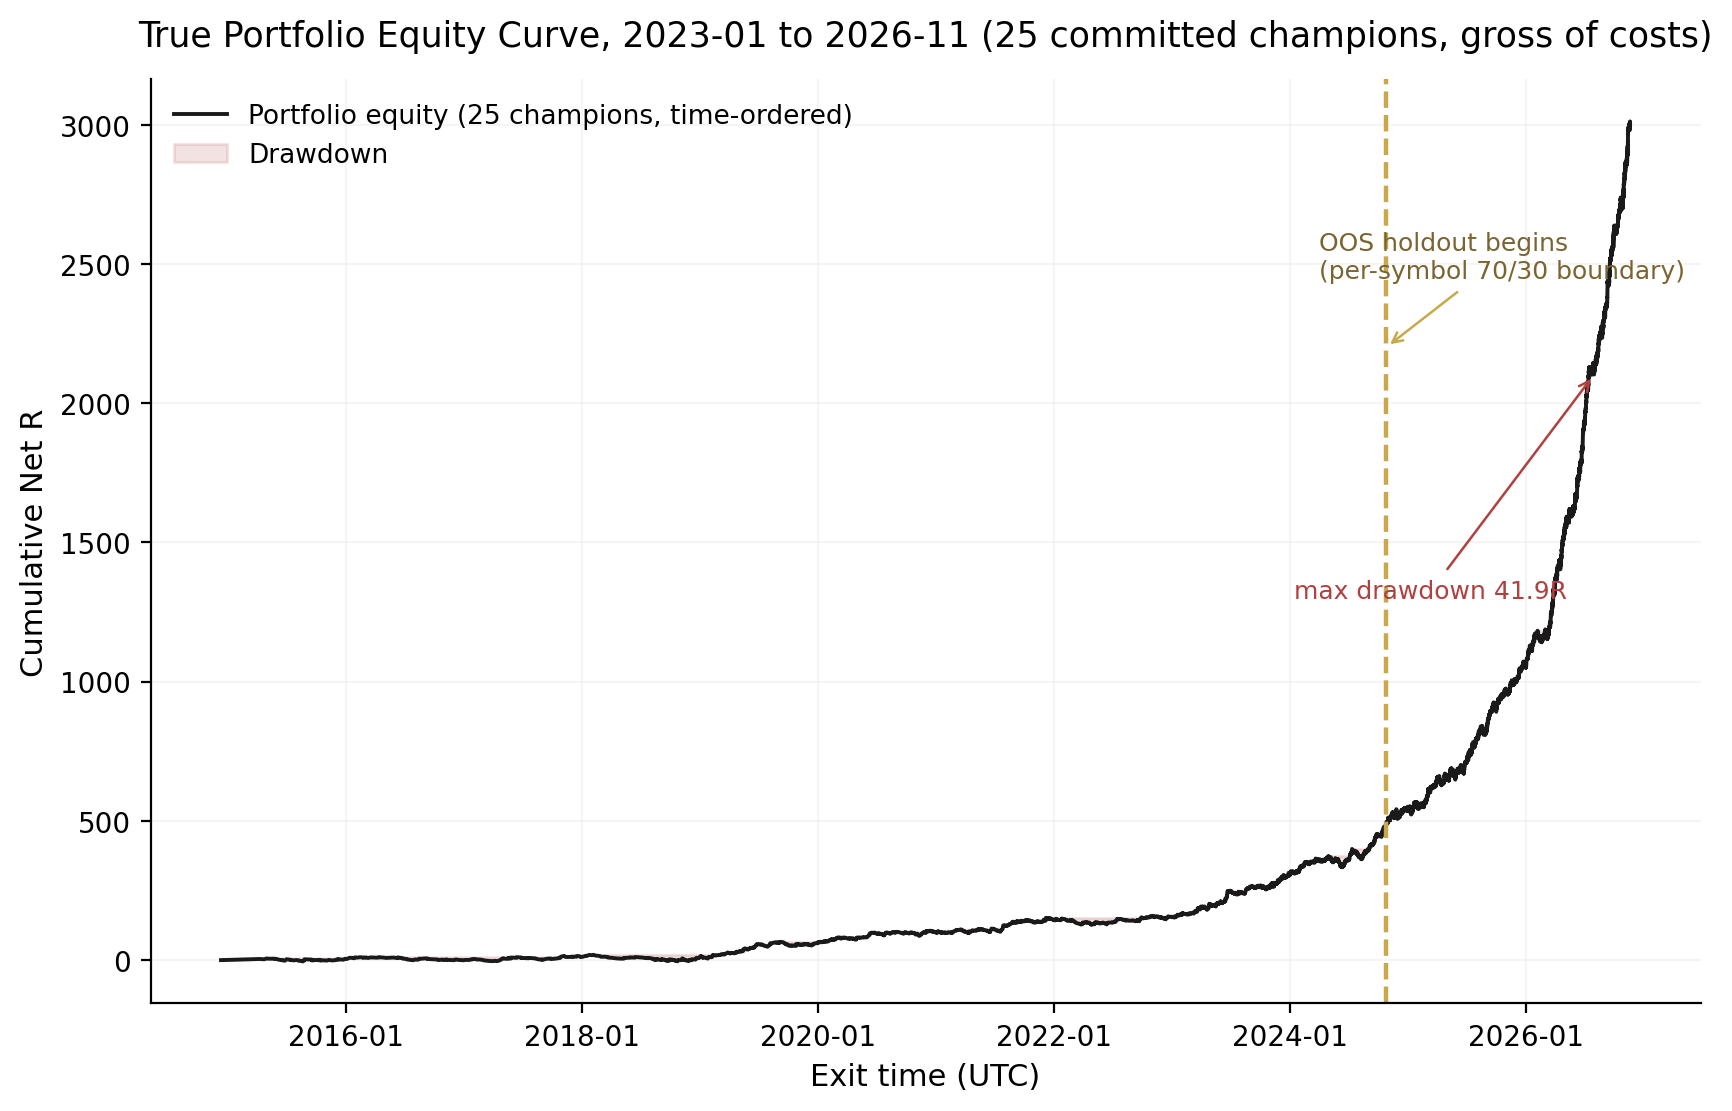 True Portfolio Equity Curve, 2023-01 to 2026-11 (25 committed champions, gross of costs)
Portfolio equity (25 champions, time-ordered)
Drawdown
OOS holdout begins
(per-symbol 70/30 boundary)
max drawdown 41.9R
Cumulative Net R
3000
2500
2000
1500
1000
500
0
2016-01
2018-01
2020-01
2022-01
2024-01
2026-01
Exit time (UTC)